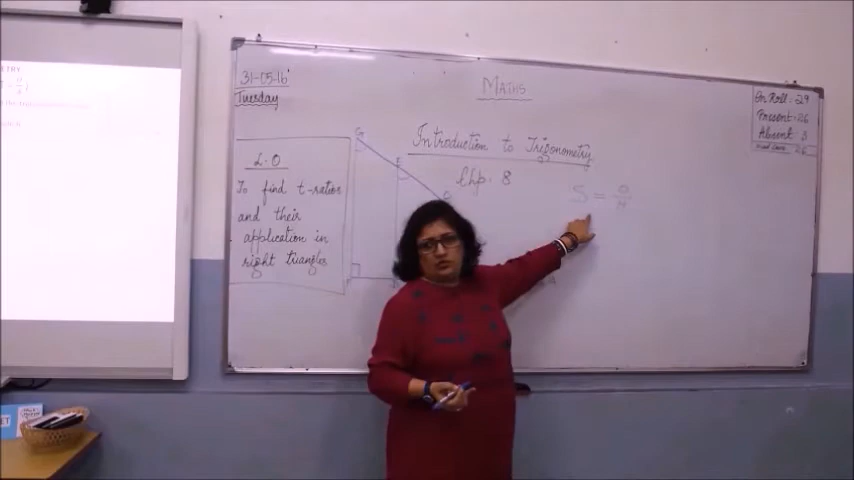 31-05-16
Tuesday
MATHS
On Roll: 29
Present: 26
Absent: 3
Introduction to Trigonometry
Chp. 8
L.O
To find t-ratios
and their
application in
right triangles
S = O
H